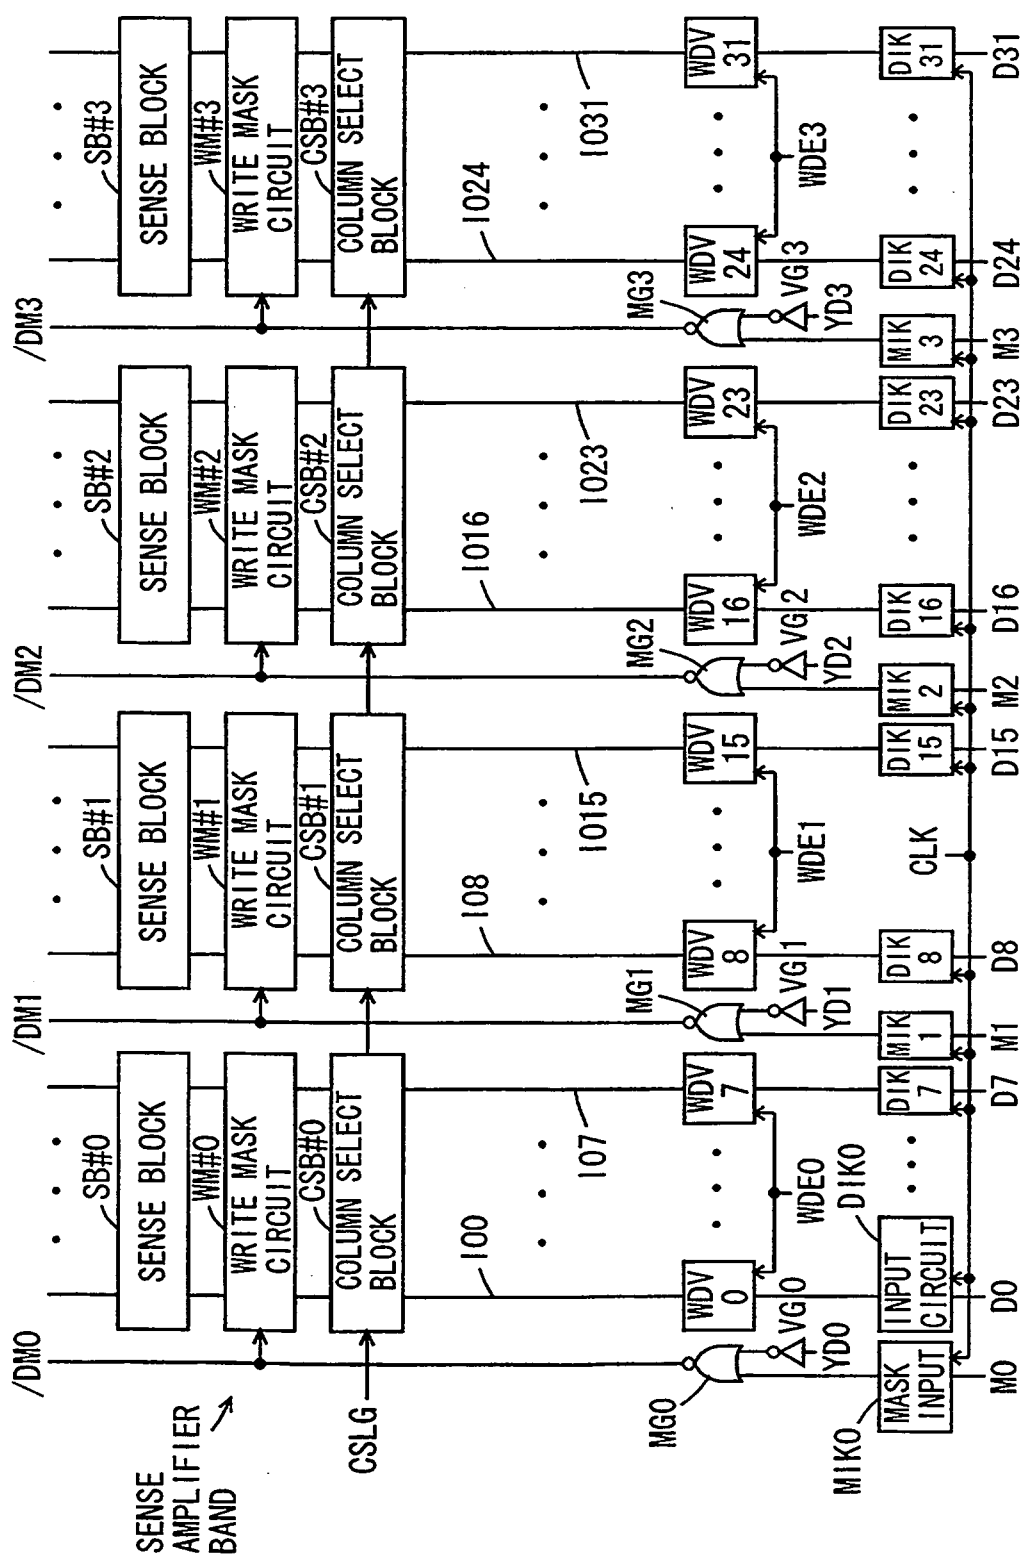 /DM0
/DM1
/DM2
/DM3
SENSE
AMPLIFIER
BAND
SB#0
SB#1
SB#2
SB#3
SENSE BLOCK
SENSE BLOCK
SENSE BLOCK
SENSE BLOCK
WM#0
WM#1
WM#2
WM#3
WRITE MASK
CIRCUIT
WRITE MASK
CIRCUIT
WRITE MASK
CIRCUIT
WRITE MASK
CIRCUIT
CSB#0
CSB#1
CSB#2
CSB#3
CSLG
COLUMN SELECT
BLOCK
COLUMN SELECT
BLOCK
COLUMN SELECT
BLOCK
COLUMN SELECT
BLOCK
IO0
IO7
IO8
IO15
IO16
IO23
IO24
IO31
MG0
MG1
MG2
MG3
WDV
0
WDV
7
WDV
8
WDV
15
WDV
16
WDV
23
WDV
24
WDV
31
VG0
VG1
VG2
VG3
YD0
YD1
YD2
YD3
WDE0
WDE1
WDE2
WDE3
MIK0
DIK0
MASK
INPUT
INPUT
CIRCUIT
DIK
7
MIK
1
DIK
8
DIK
15
MIK
2
DIK
16
DIK
23
MIK
3
DIK
24
DIK
31
CLK
M0
D0
D7
M1
D8
D15
M2
D16
D23
M3
D24
D31